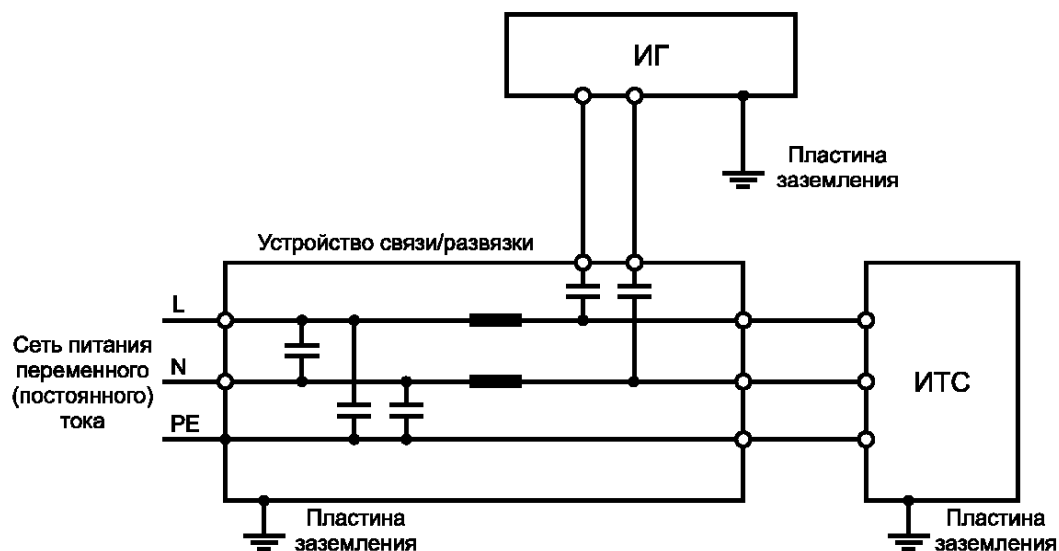 ИГ
Пластина
заземления
Устройство связи/развязки
L
Сеть питания
переменного
(постоянного)
тока
N
PE
ИТС
Пластина
заземления
Пластина
заземления